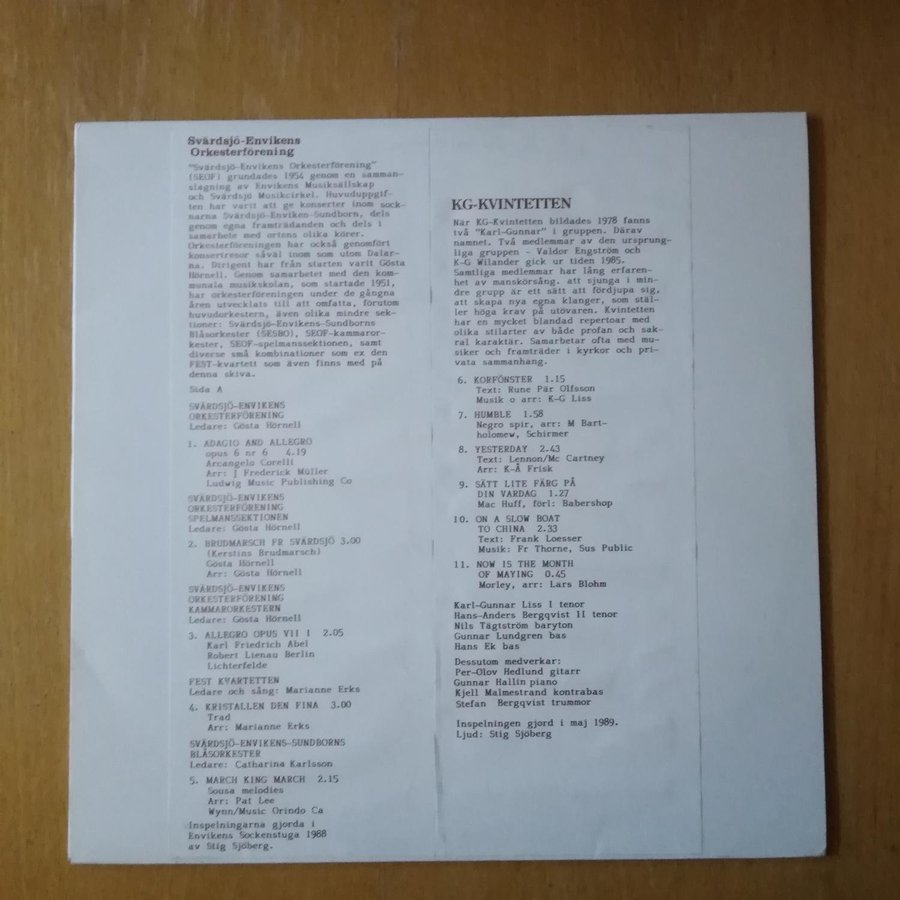 Svärdsjö-Envikens
Orkesterförening
"Svärdsjö-Envikens Orkesterförening"
(SEOF) grundades 1954 genom en samman-
slagning av Envikens Musiksällskap
och Svärdsjö Musikcirkel. Huvuduppgif-
ten har varit att ge konserter inom sock-
narna Svärdsjö-Enviken-Sundborn, dels
genom egna framträdanden och dels i
samarbete med ortens olika körer.
Orkesterföreningen har också genomfört
konsertresor såväl inom som utom Dalar-
na. Dirigent har från starten varit Gösta
Hörnell. Genom samarbetet med den kom-
munala musikskolan, som startade 1951,
har orkesterföreningen under de gångna
åren utvecklats till att omfatta, förutom
huvudorkestern, även olika mindre sek-
tioner: Svärdsjö-Envikens-Sundborns
Blåsorkester (SESBO), SEOF-kammaror-
kester, SEOF-spelmanssektionen, samt
diverse små kombinationer som ex den
FEST-kvartett som även finns med på
denna skiva.
Sida A
SVÄRDSJÖ-ENVIKENS
ORKESTERFÖRENING
Ledare: Gösta Hörnell
1. ADAGIO AND ALLEGRO
opus 6 nr 6 4.19
Arcangelo Corelli
Arr: J Frederick Müller
Ludwig Music Publishing Co
SVÄRDSJÖ-ENVIKENS
ORKESTERFÖRENING
SPELMANSSEKTIONEN
Ledare: Gösta Hörnell
2. BRUDMARSCH FR SVÄRDSJÖ 3.00
(Kerstins Brudmarsch)
Gösta Hörnell
Arr: Gösta Hörnell
SVÄRDSJÖ-ENVIKENS
ORKESTERFÖRENING
KAMMARORKESTERN
Ledare: Gösta Hörnell
3. ALLEGRO OPUS VII I 2.05
Karl Friedrich Abel
Robert Lienau Berlin
Lichterfelde
FEST KVARTETTEN
Ledare och sång: Marianne Erks
4. KRISTALLEN DEN FINA 3.00
Trad
Arr: Marianne Erks
SVÄRDSJÖ-ENVIKENS-SUNDBORNS
BLÅSORKESTER
Ledare: Catharina Karlsson
5. MARCH KING MARCH 2.15
Sousa melodies
Arr: Pat Lee
Wynn/Music Orindo Ca
Inspelningarna gjorda i
Envikens Sockenstuga 1988
av Stig Sjöberg.
KG-KVINTETTEN
När KG-Kvintetten bildades 1978 fanns
två "Karl-Gunnar" i gruppen. Därav
namnet. Två medlemmar av den ursprung-
liga gruppen - Valdor Engström och
K-G Wilander gick ur tiden 1985.
Samtliga medlemmar har lång erfaren-
het av manskörsång. att sjunga i min-
dre grupp är ett sätt att fördjupa sig,
att skapa nya egna klanger, som stäl-
ler höga krav på utövaren. Kvintetten
har en mycket blandad repertoar med
olika stilarter av både profan och sak-
ral karaktär. Samarbetar ofta med mu-
siker och framträder i kyrkor och pri-
vata sammanhang.
6. KORFÖNSTER 1.15
Text: Rune Pär Olfsson
Musik o arr: K-G Liss
7. HUMBLE 1.58
Negro spir, arr: M Bart-
holomew, Schirmer
8. YESTERDAY 2.43
Text: Lennon/Mc Cartney
Arr: K-Å Frisk
9. SÄTT LITE FÄRG PÅ
DIN VARDAG 1.27
Mac Huff, förl: Babershop
10. ON A SLOW BOAT
TO CHINA 2.33
Text: Frank Loesser
Musik: Fr Thorne, Sus Public
11. NOW IS THE MONTH
OF MAYING 0.45
Morley, arr: Lars Blohm
Karl-Gunnar Liss I tenor
Hans-Anders Bergqvist II tenor
Nils Tägtström baryton
Gunnar Lundgren bas
Hans Ek bas
Dessutom medverkar:
Per-Olov Hedlund gitarr
Gunnar Hallin piano
Kjell Malmestrand kontrabas
Stefan Bergqvist trummor
Inspelningen gjord i maj 1989.
Ljud: Stig Sjöberg